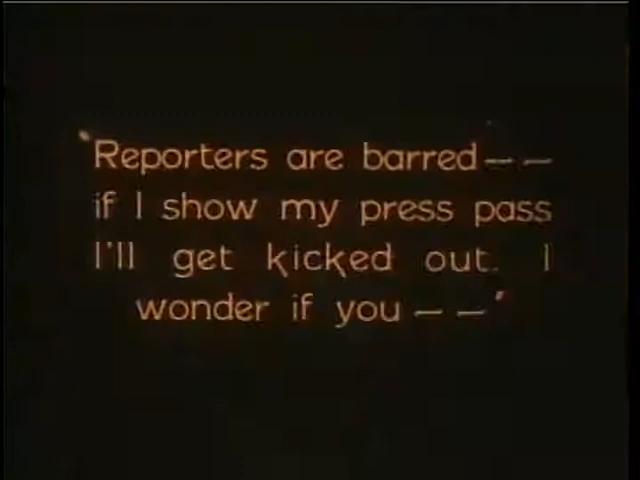 'Reporters are barred — —
if I show my press pass
I'll get kicked out. I
wonder if you — —'